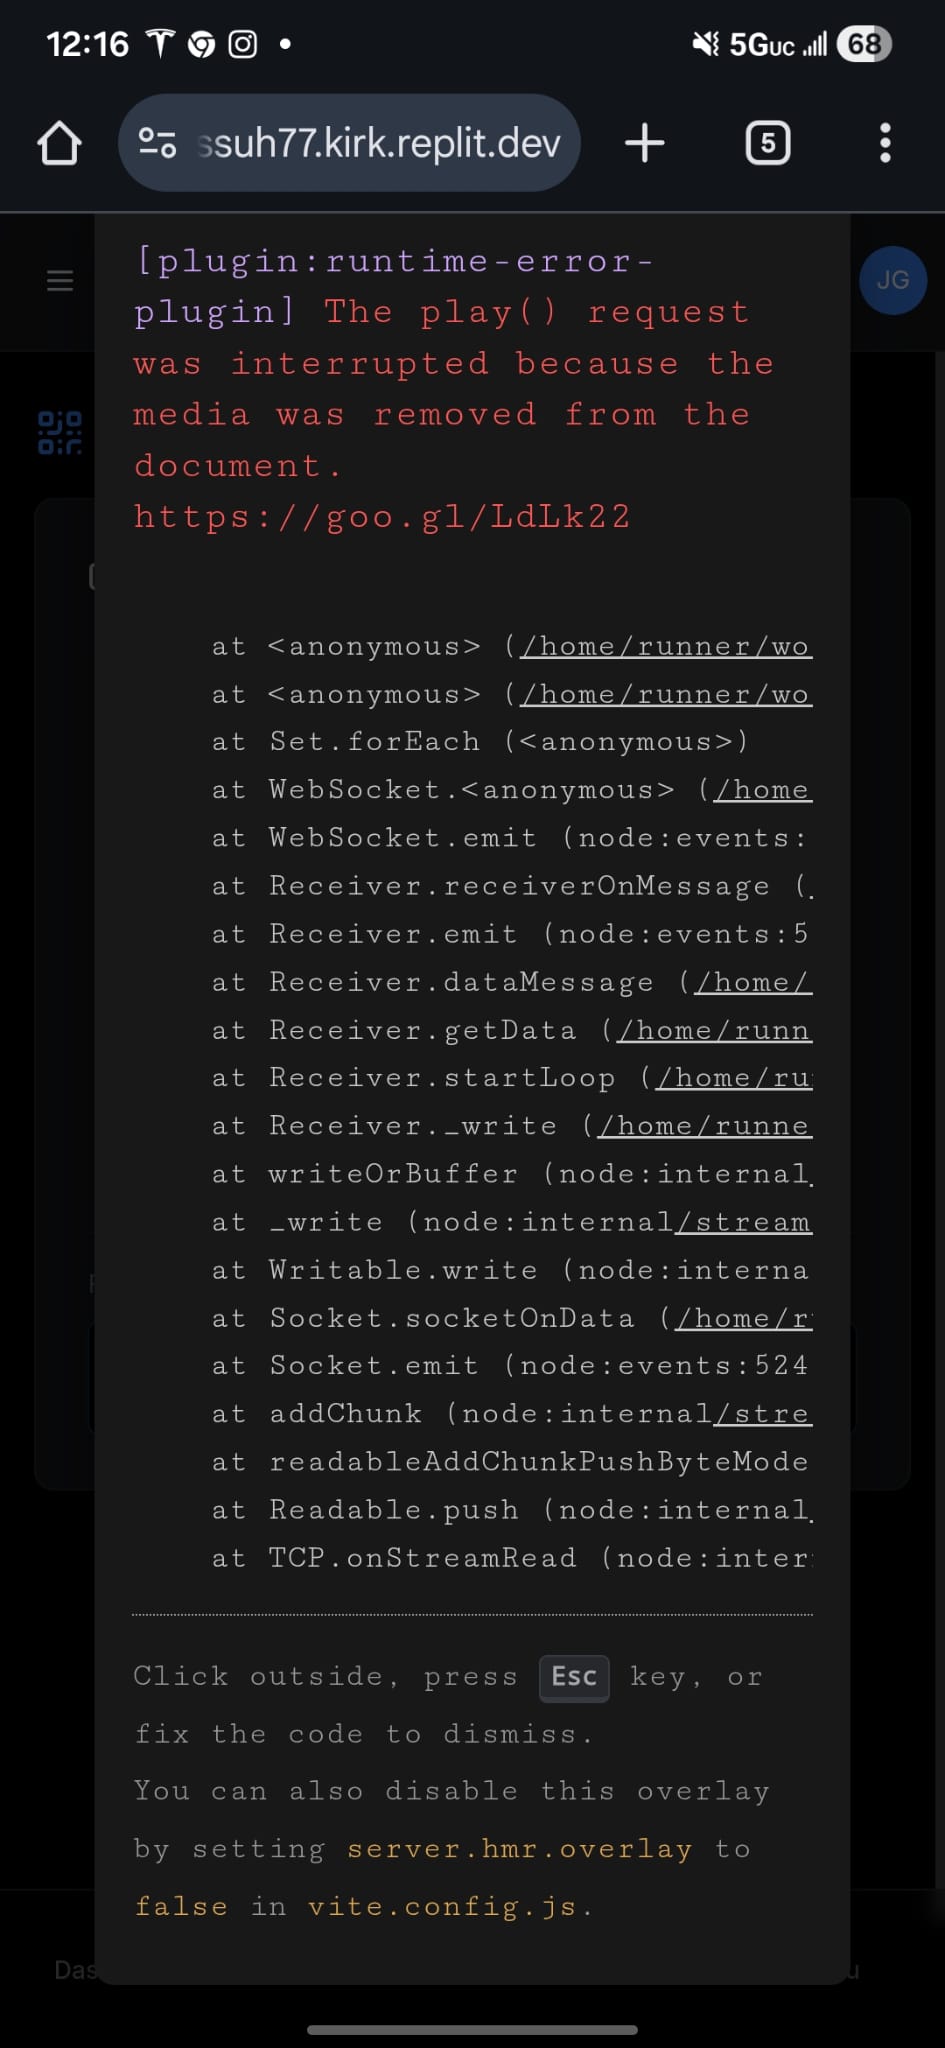 12:16
5GUC
68
ssuh77.kirk.replit.dev
5
[plugin:runtime-error-
plugin] The play() request
was interrupted because the
media was removed from the
document.
https://goo.gl/LdLk22
JG
at <anonymous> (/home/runner/wo
at <anonymous> (/home/runner/wo
at Set.forEach (<anonymous>)
at WebSocket.<anonymous> (/home
at WebSocket.emit (node:events:
at Receiver.receiverOnMessage (
at Receiver.emit (node:events:5
at Receiver.dataMessage (/home/
at Receiver.getData (/home/runn
at Receiver.startLoop (/home/ru
at Receiver._write (/home/runne
at writeOrBuffer (node:internal
at _write (node:internal/stream
at Writable.write (node:interna
at Socket.socketOnData (/home/r
at Socket.emit (node:events:524
at addChunk (node:internal/stre
at readableAddChunkPushByteMode
at Readable.push (node:internal
at TCP.onStreamRead (node:inter
Click outside, press Esc key, or
fix the code to dismiss.
You can also disable this overlay
by setting server.hmr.overlay to
false in vite.config.js.
Das